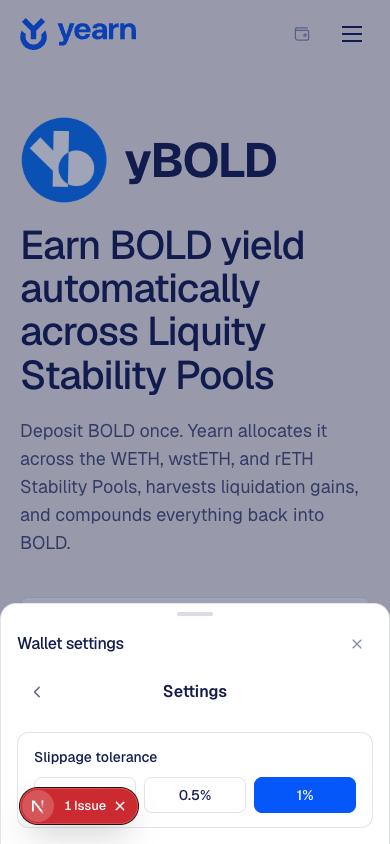 yearn
yBOLD
Earn BOLD yield
automatically
across Liquity
Stability Pools
Deposit BOLD once. Yearn allocates it
across the WETH, wstETH, and rETH
Stability Pools, harvests liquidation gains,
and compounds everything back into
BOLD.
Wallet settings
Settings
Slippage tolerance
0.5%
1%
1 Issue